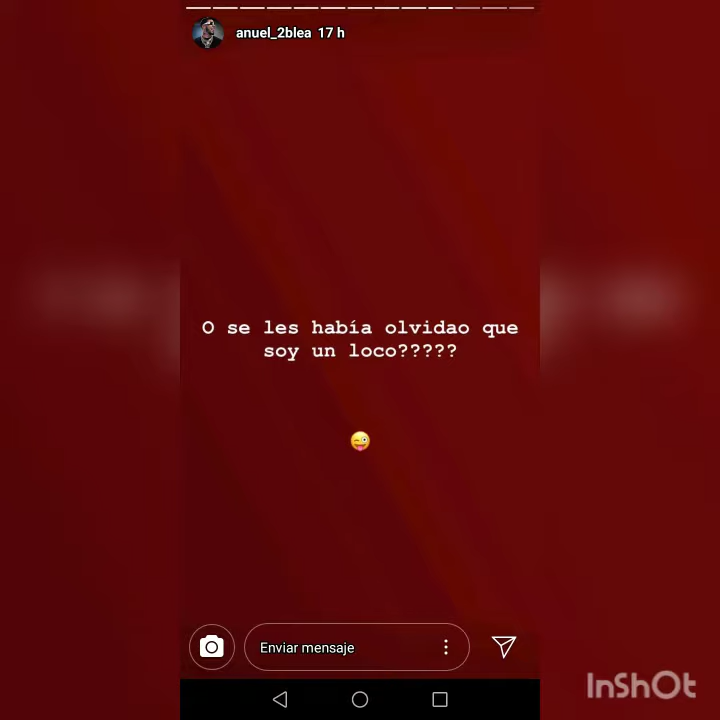 anuel_2blea 17 h
O se les había olvidao que
soy un loco?????
😜
Enviar mensaje
InShOt